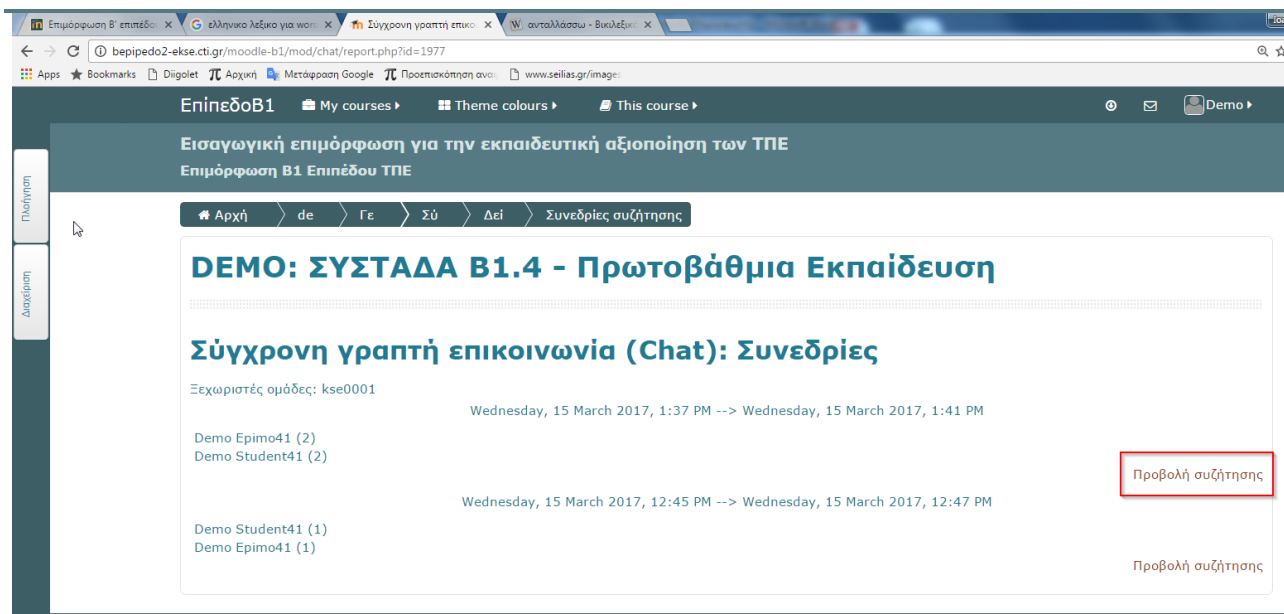 Επιμόρφωση Β' επιπέδο
ελληνικο λεξικο για
Σύγχρονη γραπτή επικο
ανταλλάσσω - Βικιλεξικ
bepipedo2-ekse.cti.gr/moodle-b1/mod/chat/report.php?id=1977
Apps Bookmarks Diigolet Αρχική Μετάφραση Google Προεπισκόπηση ανα www.seilias.gr/image
ΕπίπεδοΒ1 My courses This course Theme colours Demo
Εισαγωγική επιμόρφωση για την εκπαιδευτική αξιοποίηση των ΤΠΕ
Επιμόρφωση Β1 Επιπέδου ΤΠΕ
Πλοήγηση
Διαχείριση
Αρχή de Γε Σύ Δεί Συνεδρίες συζήτησης
DEMO: ΣΥΣΤΑΔΑ Β1.4 - Πρωτοβάθμια Εκπαίδευση
Σύγχρονη γραπτή επικοινωνία (Chat): Συνεδρίες
Ξεχωριστές ομάδες: kse0001
Wednesday, 15 March 2017, 1:37 PM --> Wednesday, 15 March 2017, 1:41 PM
Demo Epimo41 (2)
Demo Student41 (2)
Προβολή συζήτησης
Wednesday, 15 March 2017, 12:45 PM --> Wednesday, 15 March 2017, 12:47 PM
Demo Student41 (1)
Demo Epimo41 (1)
Προβολή συζήτησης